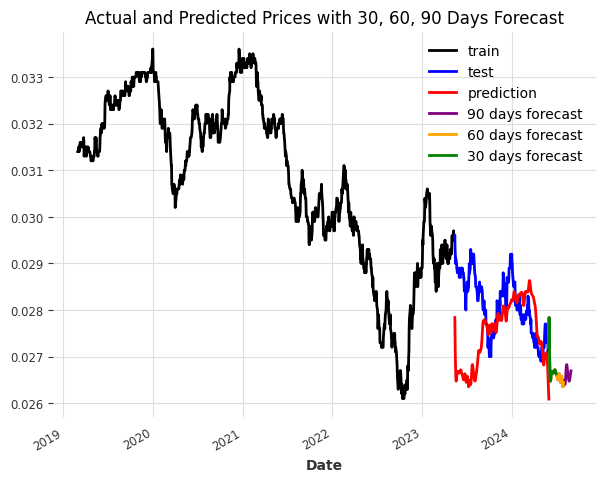 Actual and Predicted Prices with 30, 60, 90 Days Forecast
train
test
prediction
90 days forecast
60 days forecast
30 days forecast
0.033
0.032
0.031
0.030
0.029
0.028
0.027
0.026
2019
2020
2021
2022
2023
2024
Date